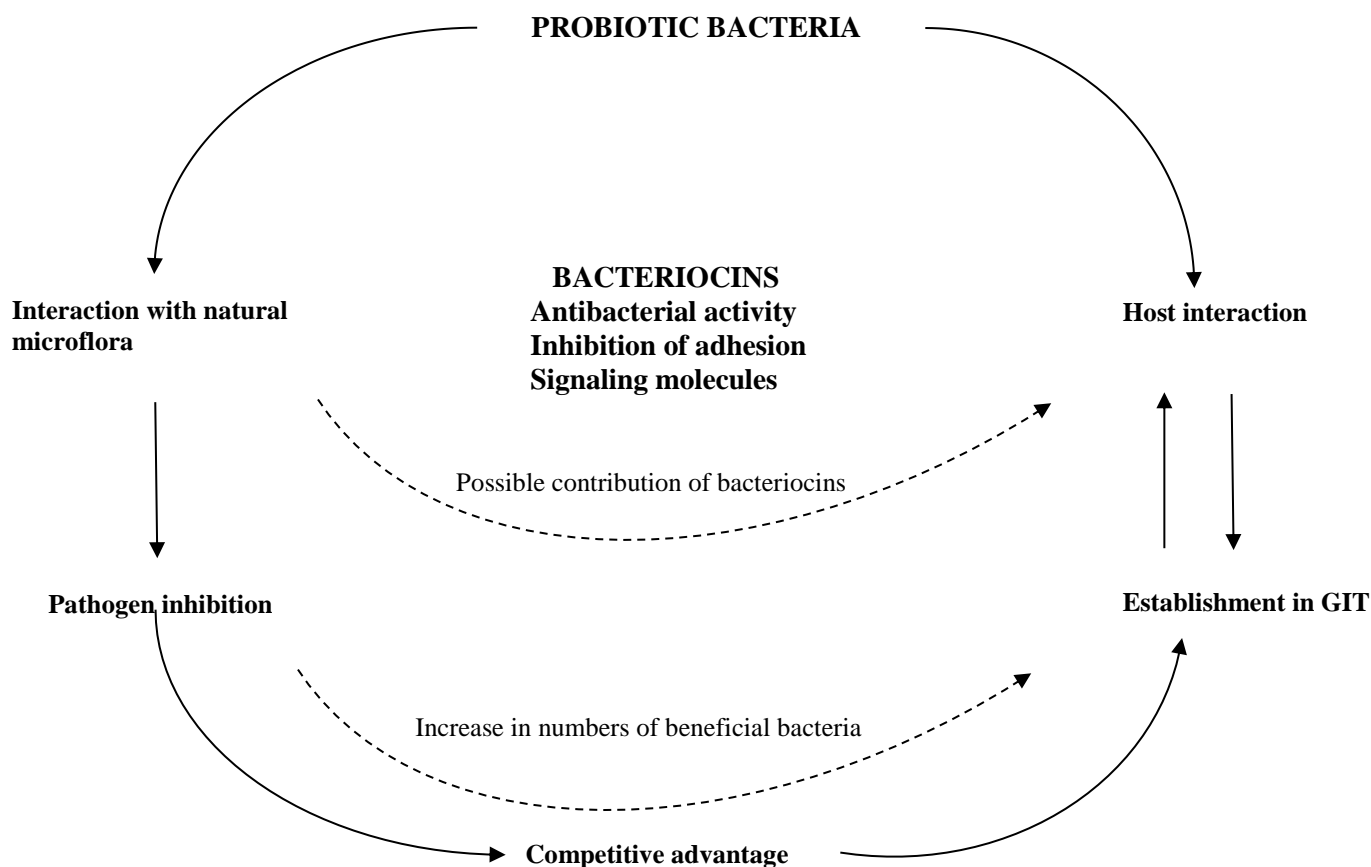 PROBIOTIC BACTERIA
BACTERIOCINS
Antibacterial activity
Inhibition of adhesion
Signaling molecules
Interaction with natural
microflora
Host interaction
Possible contribution of bacteriocins
Pathogen inhibition
Establishment in GIT
Increase in numbers of beneficial bacteria
Competitive advantage